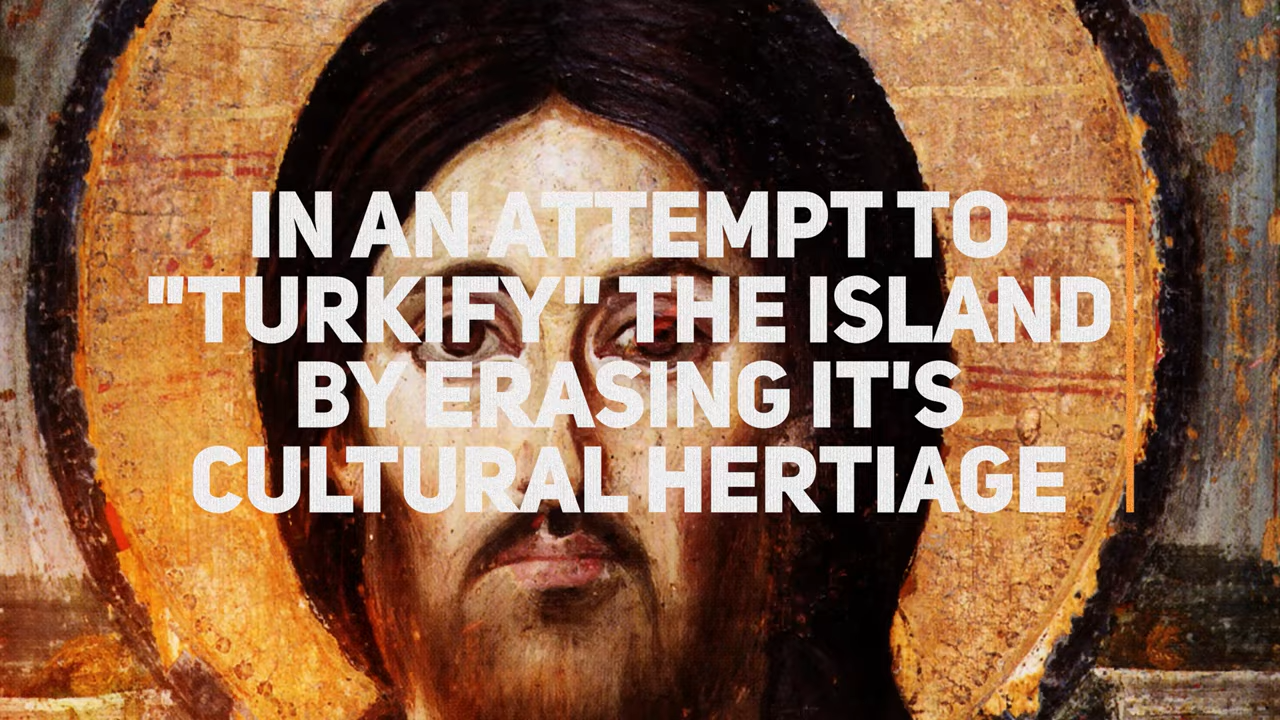 IN AN ATTEMPT TO
"TURKIFY" THE ISLAND
BY ERASING IT'S
CULTURAL HERTIAGE